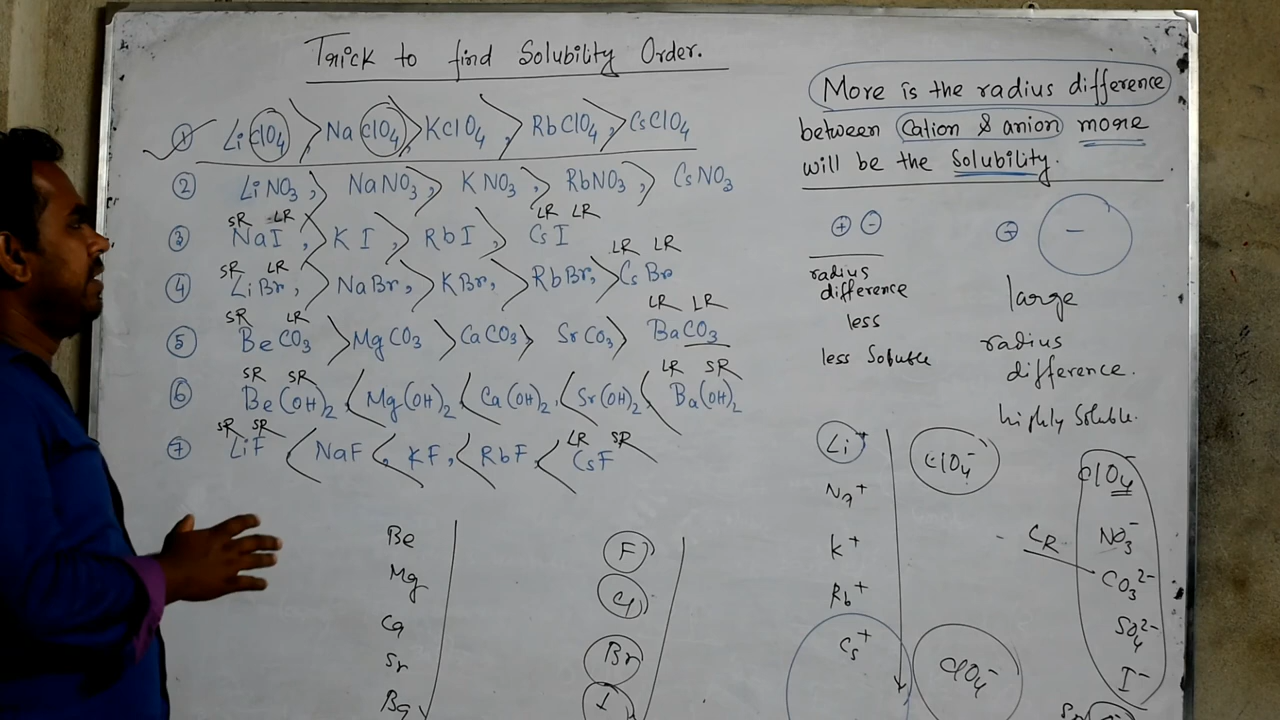 Trick to find Solubility Order.
① LiClO4 > NaClO4 > KClO4, > RbClO4, > CsClO4
② LiNO3, > NaNO3, > KNO3, > RbNO3, > CsNO3
SR LR LR LR
③ NaI, > KI > RbI, > CsI
SR LR LR LR
④ LiBr, > NaBr, > KBr, > RbBr, > CsBr
SR LR LR LR
⑤ BeCO3 > MgCO3 > CaCO3 > SrCO3 > BaCO3
SR SR LR SR
⑥ Be(OH)2, < Mg(OH)2, < Ca(OH)2, < Sr(OH)2, < Ba(OH)2
SR SR LR SR
⑦ LiF < NaF, < KF, < RbF, < CsF
Be
Mg
Ca
Sr
Ba
F
Cl
Br
I
More is the radius difference
between Cation & anion more
will be the Solubility.
+ -
radius
difference
less
less Soluble
+ -
large
radius
difference.
highly Soluble.
Li+
Na+
K+
Rb+
Cs+
ClO4-
ClO4-
ClO4-
NO3-
CO3 2-
SO4 2-
I-